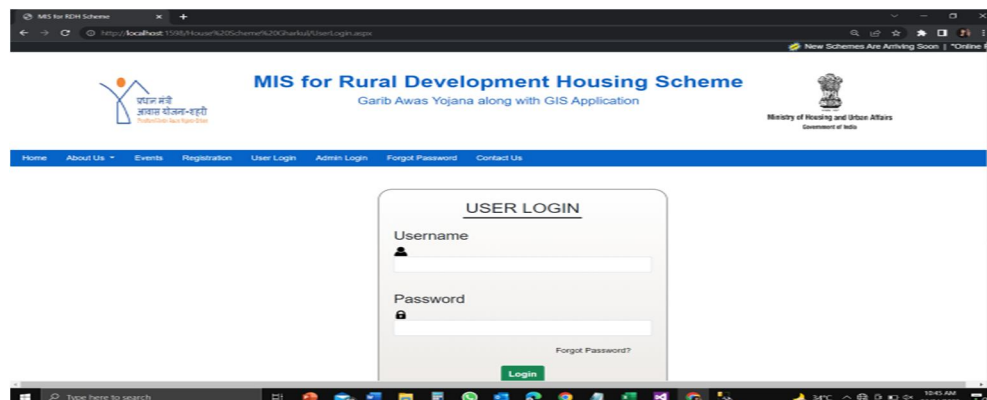 MIS for RDH Scheme
http://localhost:1598/House%20Scheme%20Gharkul/UserLogin.aspx
New Schemes Are Arriving Soon | "Online
प्रधान मंत्री
आवास योजना-शहरी
MIS for Rural Development Housing Scheme
Garib Awas Yojana along with GIS Application
Ministry of Housing and Urban Affairs
Government of India
Home About Us Events Registration User Login Admin Login Forgot Password Contact Us
USER LOGIN
Username
Password
Forgot Password?
Login
Type here to search
34°C
10:45 AM